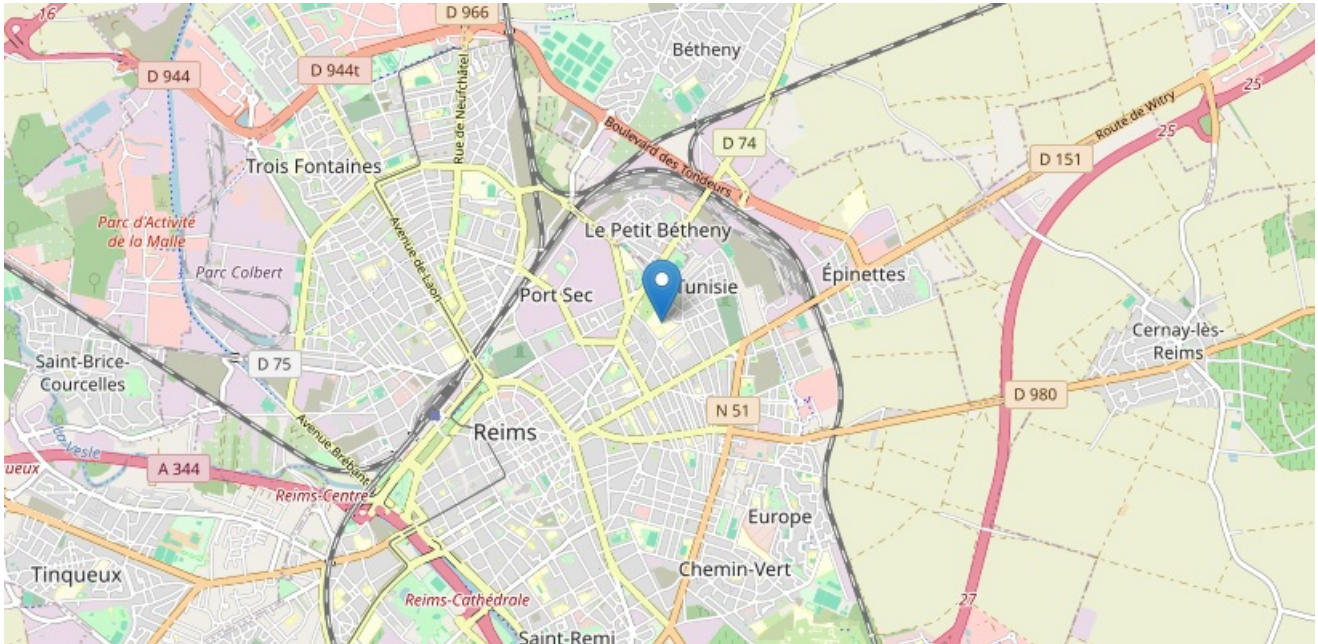 16
D 966
Bétheny
D 944
D 944t
25
Rue de Neufchâtel
Route de Witry
25
Boulevard des Tondeurs
D 74
D 151
Trois Fontaines
Parc d'Activité
de la Malle
Le Petit Bétheny
Avenue de Laon
Parc Colbert
Épinettes
Port Sec
Tunisie
Cernay-lès-
Reims
Saint-Brice-
Courcelles
D 75
D 980
N 51
Avenue Brébant
Reims
La Vesle
ueux
A 344
Reims-Centre
Europe
Tinqueux
Chemin-Vert
Reims-Cathédrale
27
Saint-Remi